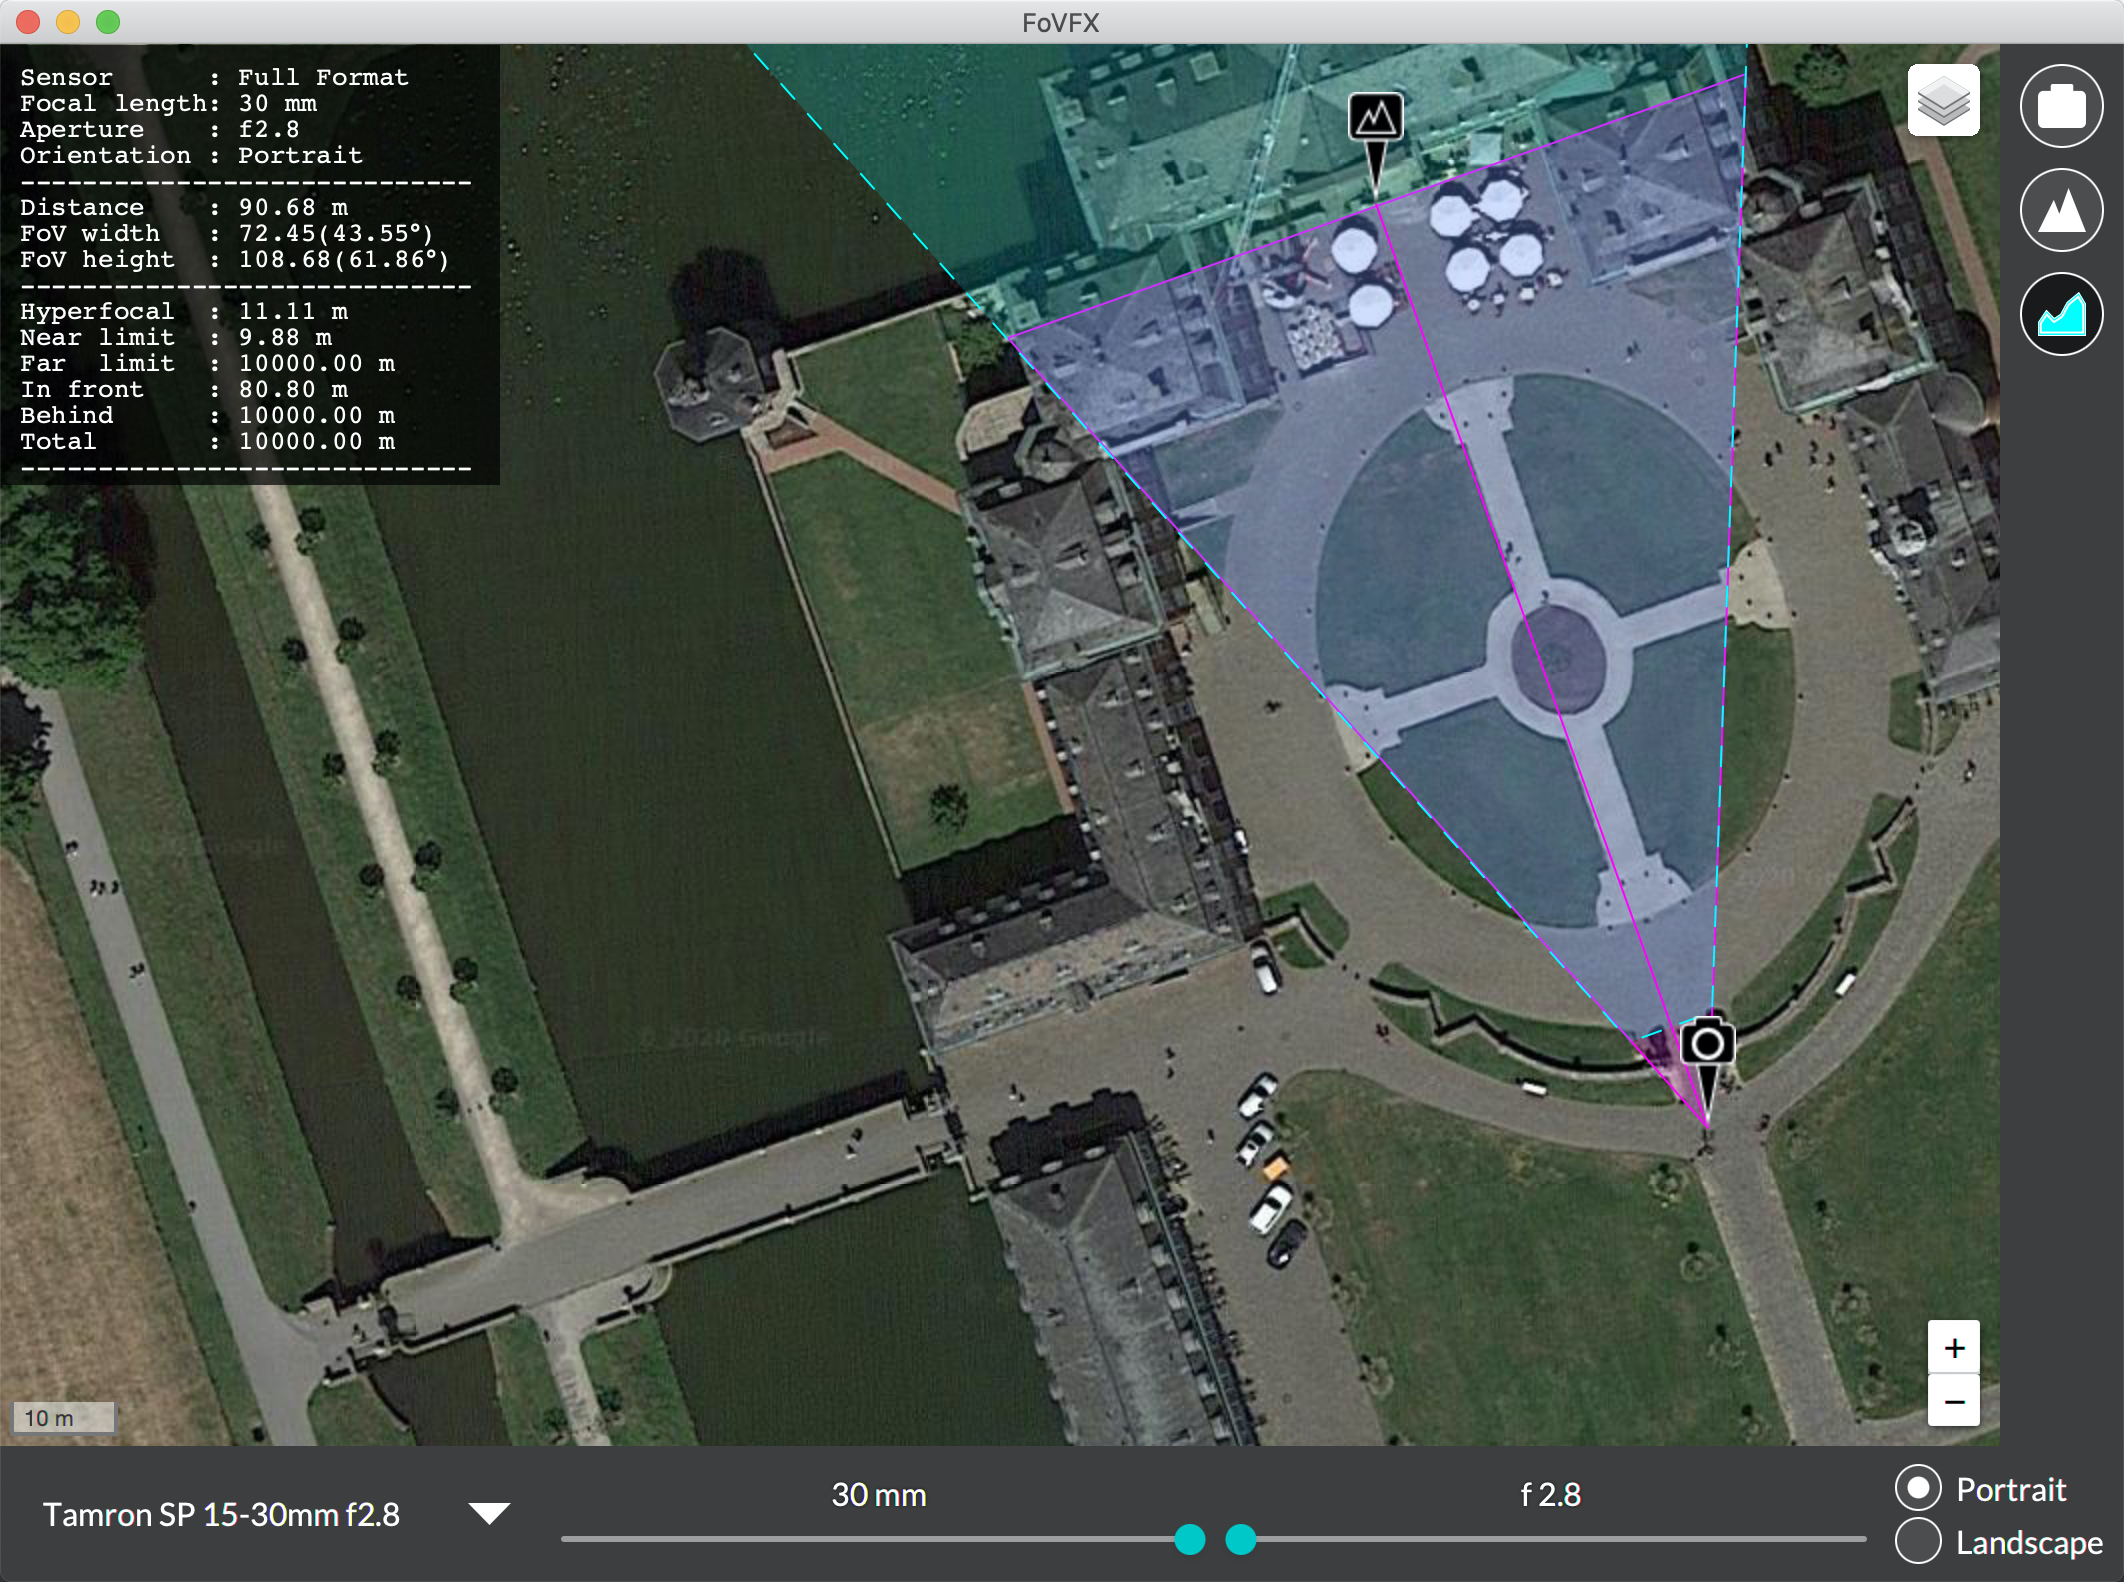 FoVFX
Sensor : Full Format
Focal length: 30 mm
Aperture : f2.8
Orientation : Portrait
-----------------------------
Distance : 90.68 m
FoV width : 72.45(43.55°)
FoV height : 108.68(61.86°)
-----------------------------
Hyperfocal : 11.11 m
Near limit : 9.88 m
Far limit : 10000.00 m
In front : 80.80 m
Behind : 10000.00 m
Total : 10000.00 m
-----------------------------
© 2020 Google
10 m
+
−
Tamron SP 15-30mm f2.8
30 mm
f 2.8
Portrait
Landscape